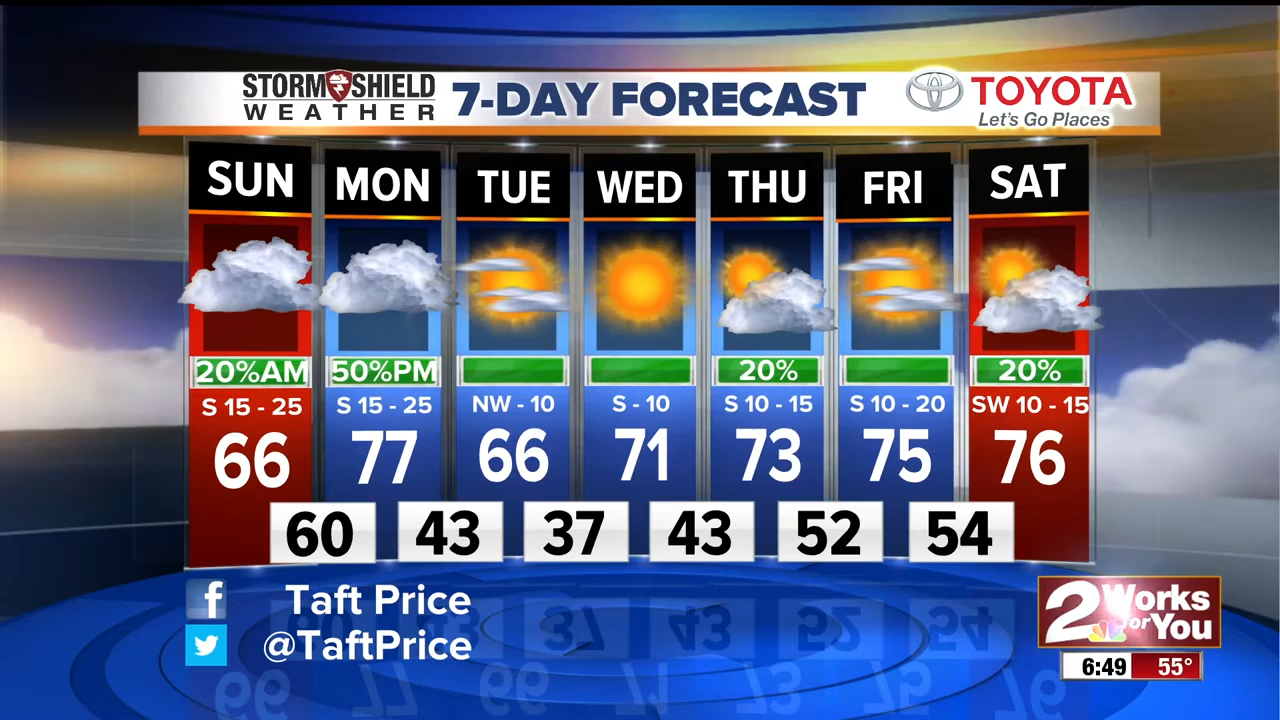 STORM SHIELD
WEATHER
7-DAY FORECAST
TOYOTA
Let's Go Places
SUN MON TUE WED THU FRI SAT
20%AM 50%PM 20% 20%
S 15 - 25 S 15 - 25 NW - 10 S - 10 S 10 - 15 S 10 - 20 SW 10 - 15
66 77 66 71 73 75 76
60 43 37 43 52 54
f Taft Price
@TaftPrice
2 Works for You
6:49 55°